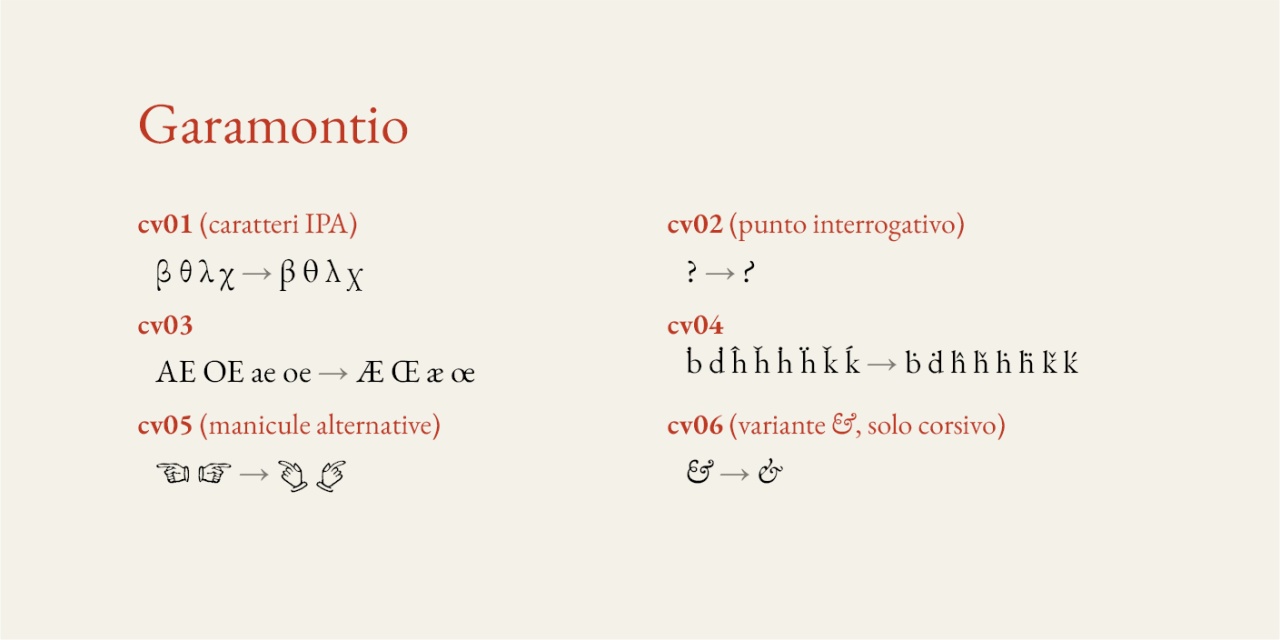 Garamontio
cv01 (caratteri IPA)
β θ λ χ → β θ λ χ
cv02 (punto interrogativo)
? → ?
cv03
AE OE ae oe → Æ Œ æ œ
cv04
ḃ ḋ ĥ ȟ ḣ ḧ ǩ ḱ → ḃ ḋ ĥ ȟ ḣ ḧ ǩ ḱ
cv05 (manicule alternative)
☜ ☞ → ☜ ☞
cv06 (variante &, solo corsivo)
& → &